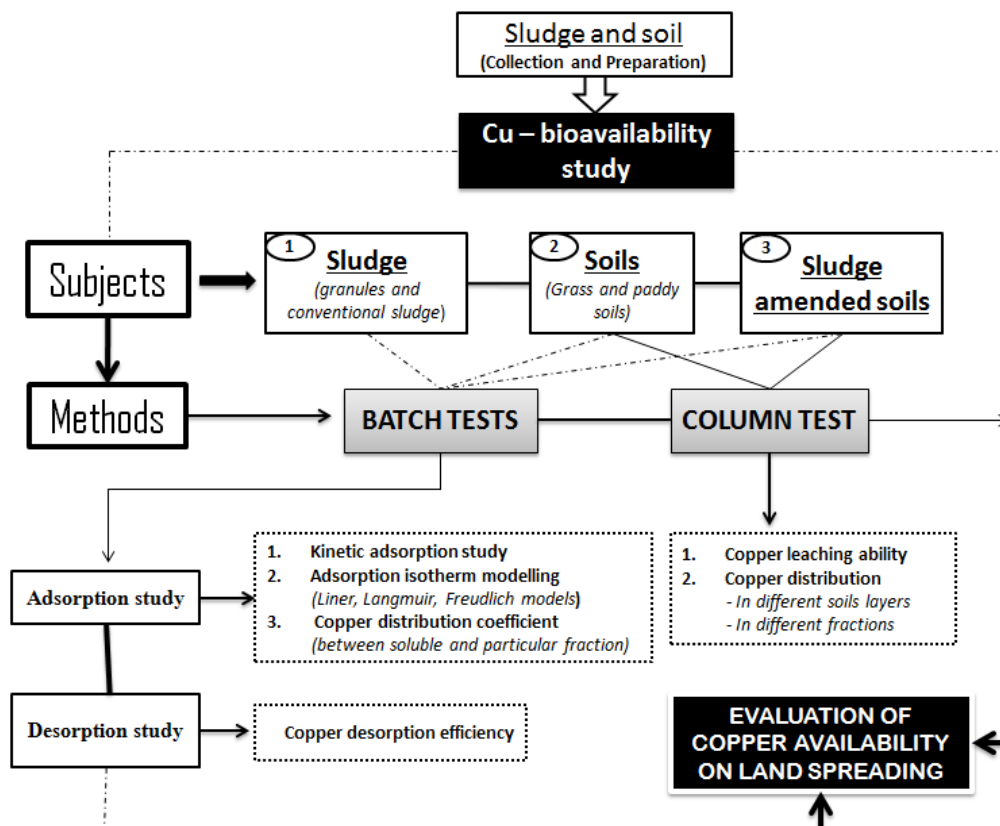 Sludge and soil
(Collection and Preparation)
Cu – bioavailability
study
Subjects
1
Sludge
(granules and
conventional sludge)
2
Soils
(Grass and paddy
soils)
3
Sludge
amended soils
Methods
BATCH TESTS
COLUMN TEST
Adsorption study
1. Kinetic adsorption study
2. Adsorption isotherm modelling
(Liner, Langmuir, Freudlich models)
3. Copper distribution coefficient
(between soluble and particular fraction)
1. Copper leaching ability
2. Copper distribution
- In different soils layers
- In different fractions
Desorption study
Copper desorption efficiency
EVALUATION OF
COPPER AVAILABILITY
ON LAND SPREADING